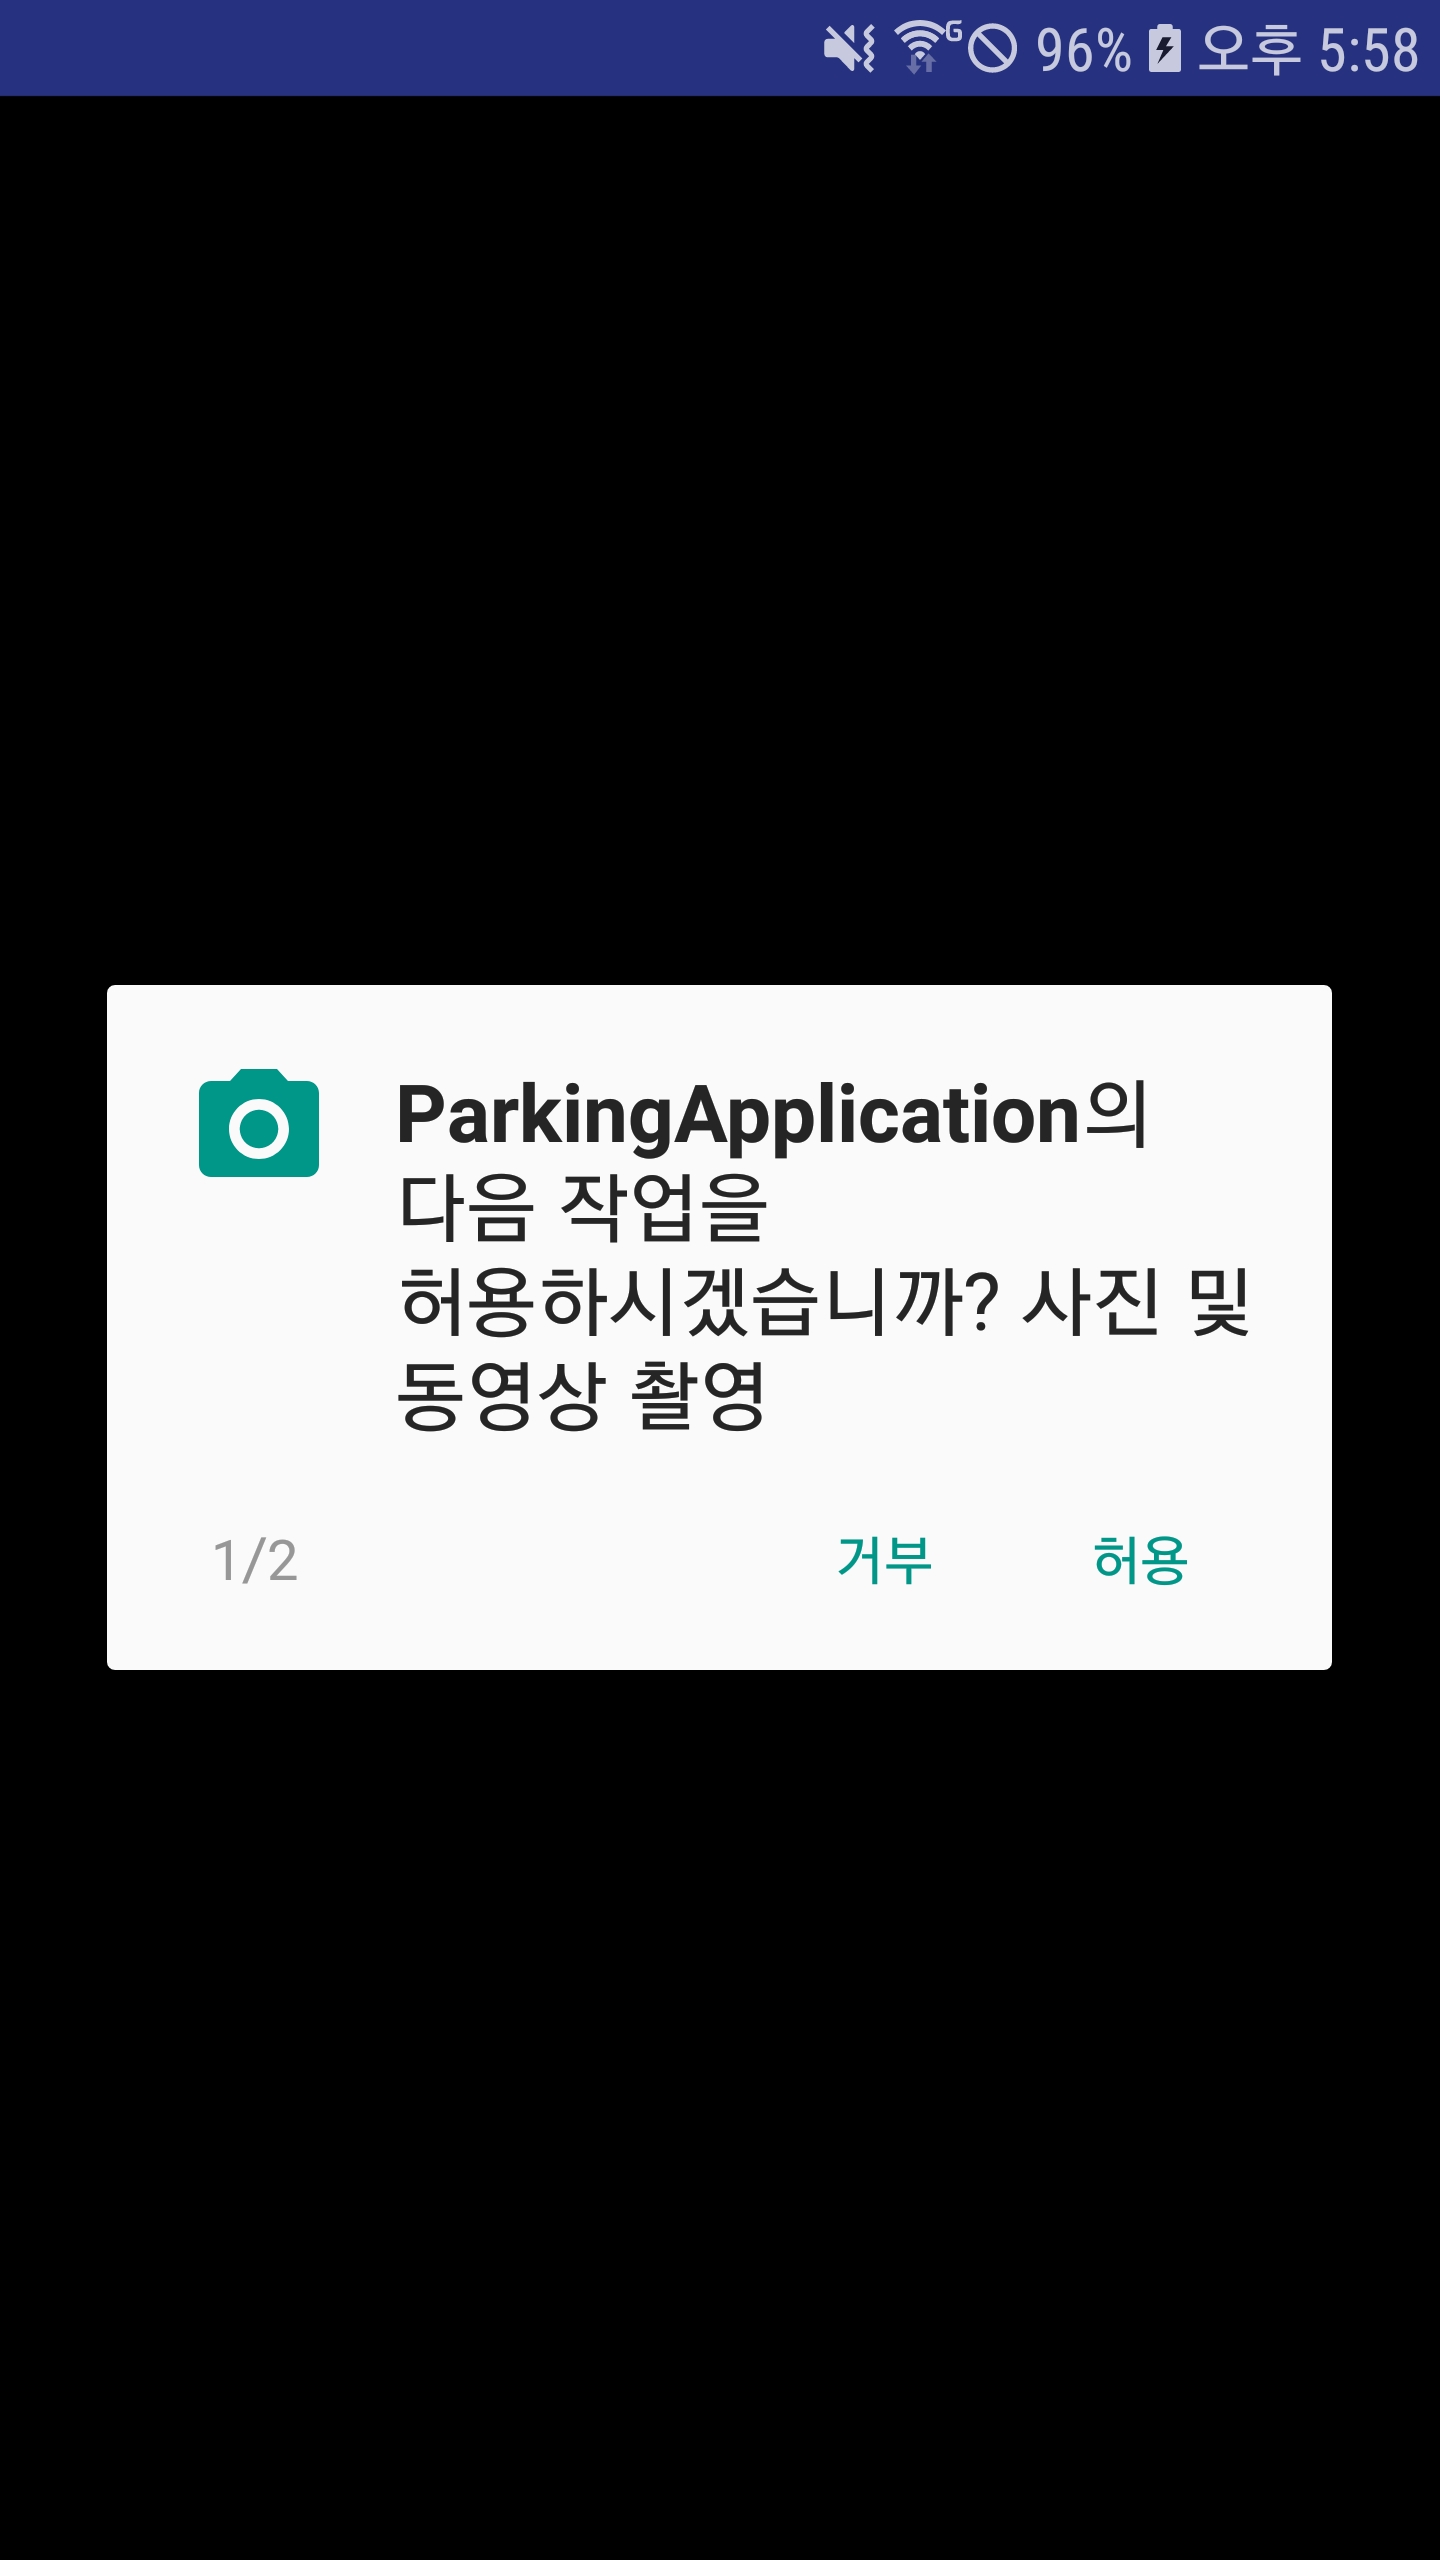 96% 오후 5:58
ParkingApplication의
다음 작업을
허용하시겠습니까? 사진 및
동영상 촬영
1/2 거부 허용